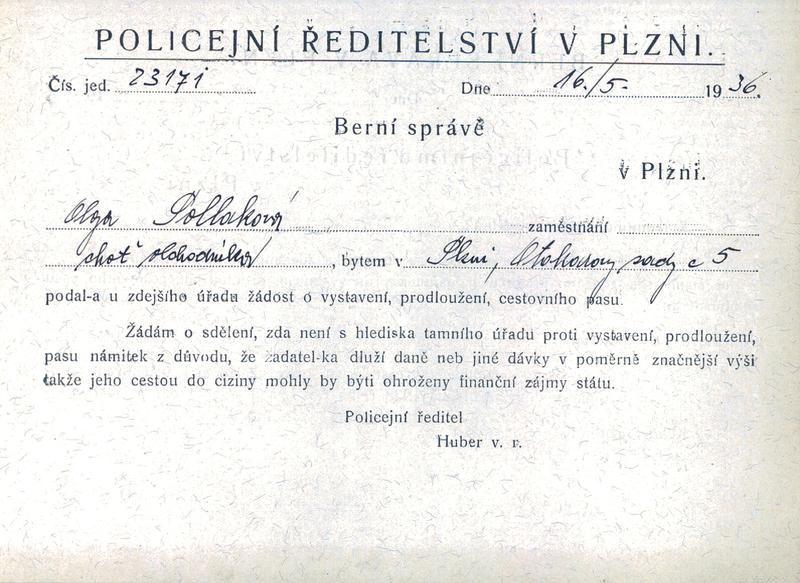 POLICEJNÍ ŘEDITELSTVÍ V PLZNI.
Čís. jed. 23171 Dne 16./5. 1936.
Berní správě
v Plzni.
Olga Pollaková zaměstnání
choť obchodníka, bytem v Plzni, Otakarovy sady č 5
podal-a u zdejšího úřadu žádost o vystavení, prodloužení, cestovního pasu.
Žádám o sdělení, zda není s hlediska tamního úřadu proti vystavení, prodloužení,
pasu námitek z důvodu, že žadatel-ka dluží daně neb jiné dávky v poměrně značnější výši
takže jeho cestou do ciziny mohly by býti ohroženy finanční zájmy státu.
Policejní ředitel
Huber v. r.